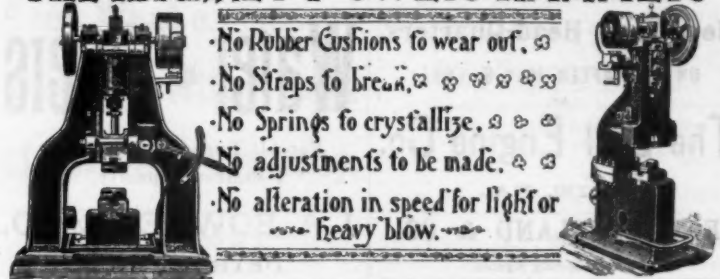 ·No Rubber Cushions to wear out.
·No Straps to break.
·No Springs to crystallize.
·No adjustments to be made.
·No alteration in speed for light or
heavy blow.